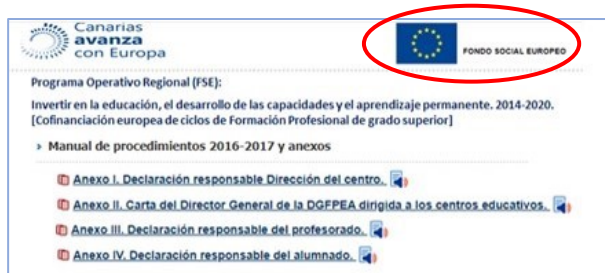 Canarias
avanza
con Europa
FONDO SOCIAL EUROPEO
Programa Operativo Regional (FSE):
Invertir en la educación, el desarrollo de las capacidades y el aprendizaje permanente. 2014-2020.
[Cofinanciación europea de ciclos de Formación Profesional de grado superior]
› Manual de procedimientos 2016-2017 y anexos
Anexo I. Declaración responsable Dirección del centro.
Anexo II. Carta del Director General de la DGFPEA dirigida a los centros educativos.
Anexo III. Declaración responsable del profesorado.
Anexo IV. Declaración responsable del alumnado.